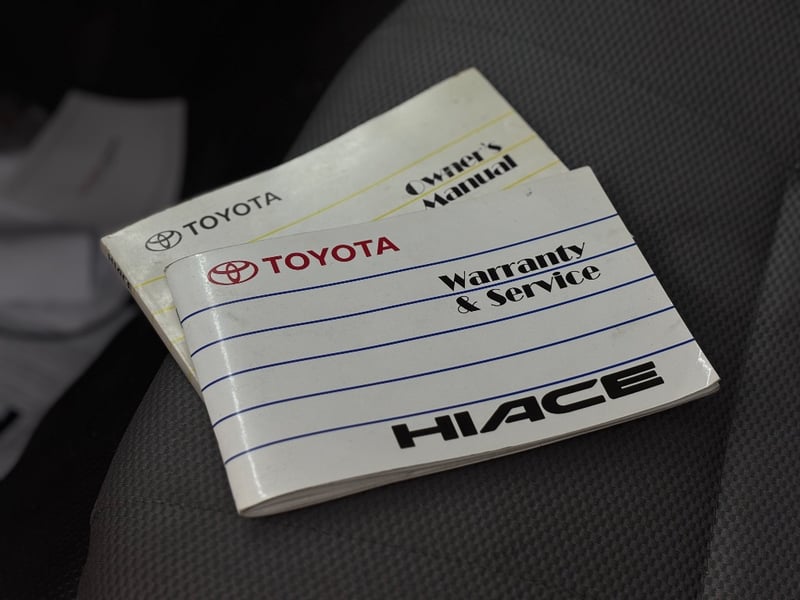 TOYOTA
Owner's
Manual
TOYOTA
Warranty
& Service
HIACE